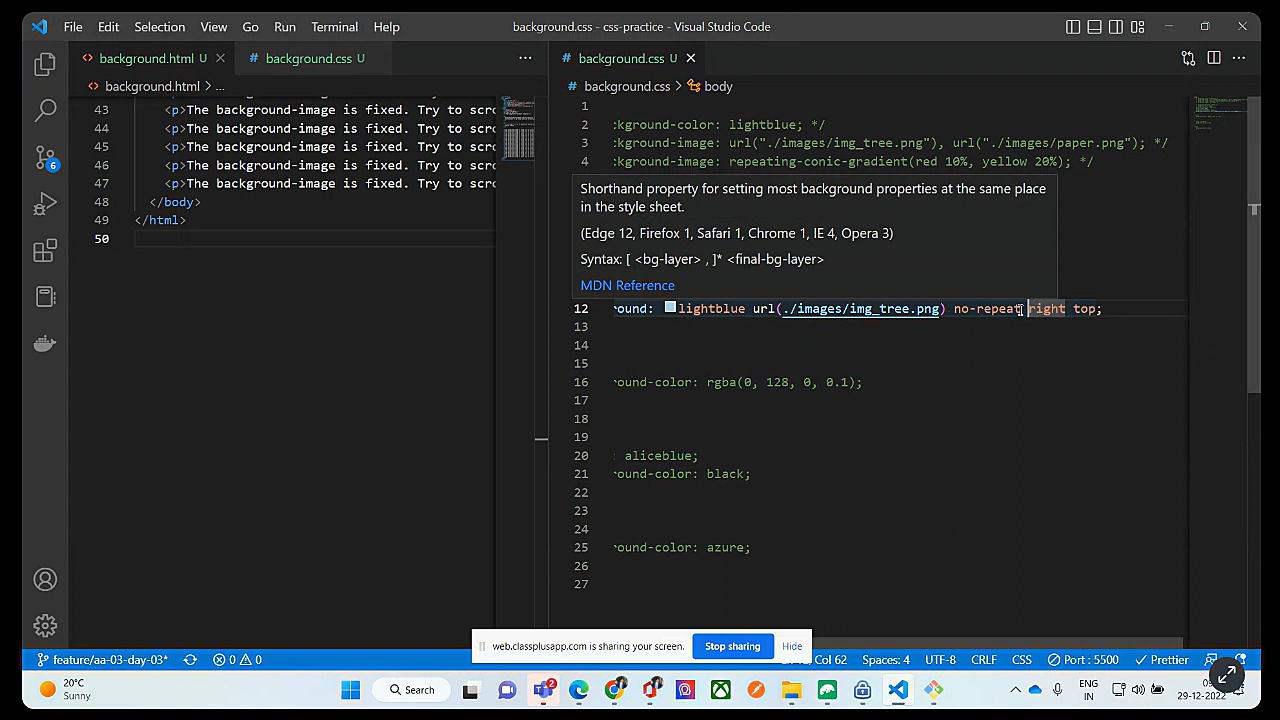 File Edit Selection View Go Run Terminal Help background.css - css-practice - Visual Studio Code
background.html U background.css U
background.html > ...
43 <p>The background-image is fixed. Try to scro
44 <p>The background-image is fixed. Try to scro
45 <p>The background-image is fixed. Try to scro
46 <p>The background-image is fixed. Try to scro
47 <p>The background-image is fixed. Try to scro
48 </body>
49 </html>
50
background.css U
background.css > body
1
2 :kground-color: lightblue; */
3 :kground-image: url("./images/img_tree.png"), url("./images/paper.png"); */
4 :kground-image: repeating-conic-gradient(red 10%, yellow 20%); */
Shorthand property for setting most background properties at the same place
in the style sheet.
(Edge 12, Firefox 1, Safari 1, Chrome 1, IE 4, Opera 3)
Syntax: [ <bg-layer> , ]* <final-bg-layer>
MDN Reference
12 round: lightblue url(./images/img_tree.png) no-repeat right top;
13
14
15
16 round-color: rgba(0, 128, 0, 0.1);
17
18
19
20 : aliceblue;
21 round-color: black;
22
23
24
25 round-color: azure;
26
27
web.classplusapp.com is sharing your screen. Stop sharing Hide
feature/aa-03-day-03* 0 0 Col 62 Spaces: 4 UTF-8 CRLF CSS Port : 5500 Prettier
6
20°C
Sunny
Search
2
ENG
IN
29-12-2022